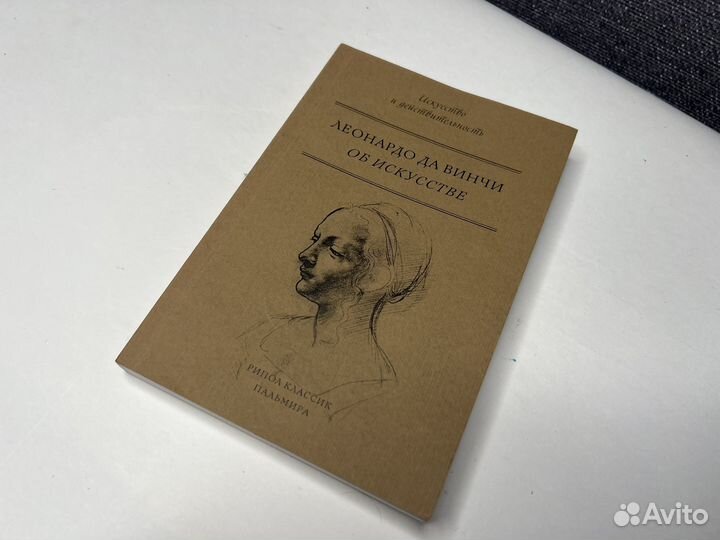 Искусство
и действительность
ЛЕОНАРДО ДА ВИНЧИ
ОБ ИСКУССТВЕ
РИПОЛ КЛАССИК
ПАЛЬМИРА
Avito